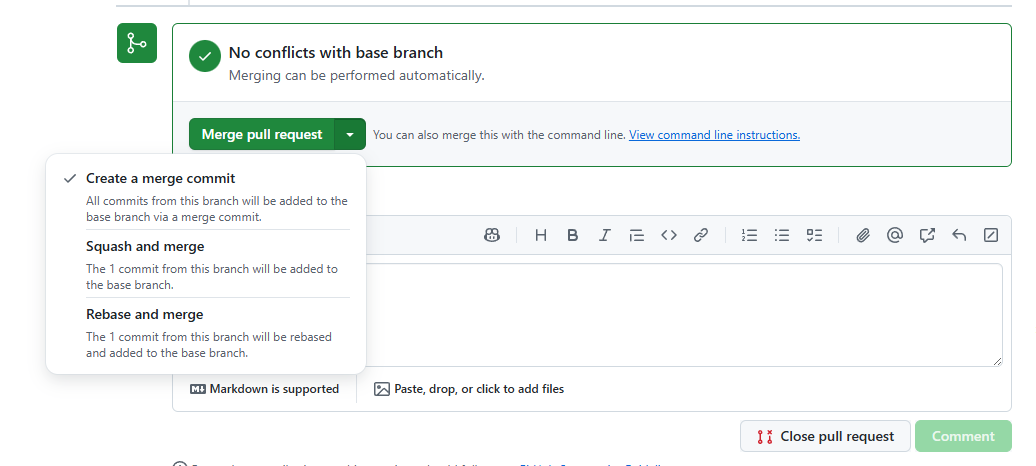 No conflicts with base branch
Merging can be performed automatically.
Merge pull request
You can also merge this with the command line. View command line instructions.
Create a merge commit
All commits from this branch will be added to the
base branch via a merge commit.
Squash and merge
The 1 commit from this branch will be added to
the base branch.
Rebase and merge
The 1 commit from this branch will be rebased
and added to the base branch.
Markdown is supported
Paste, drop, or click to add files
Close pull request
Comment